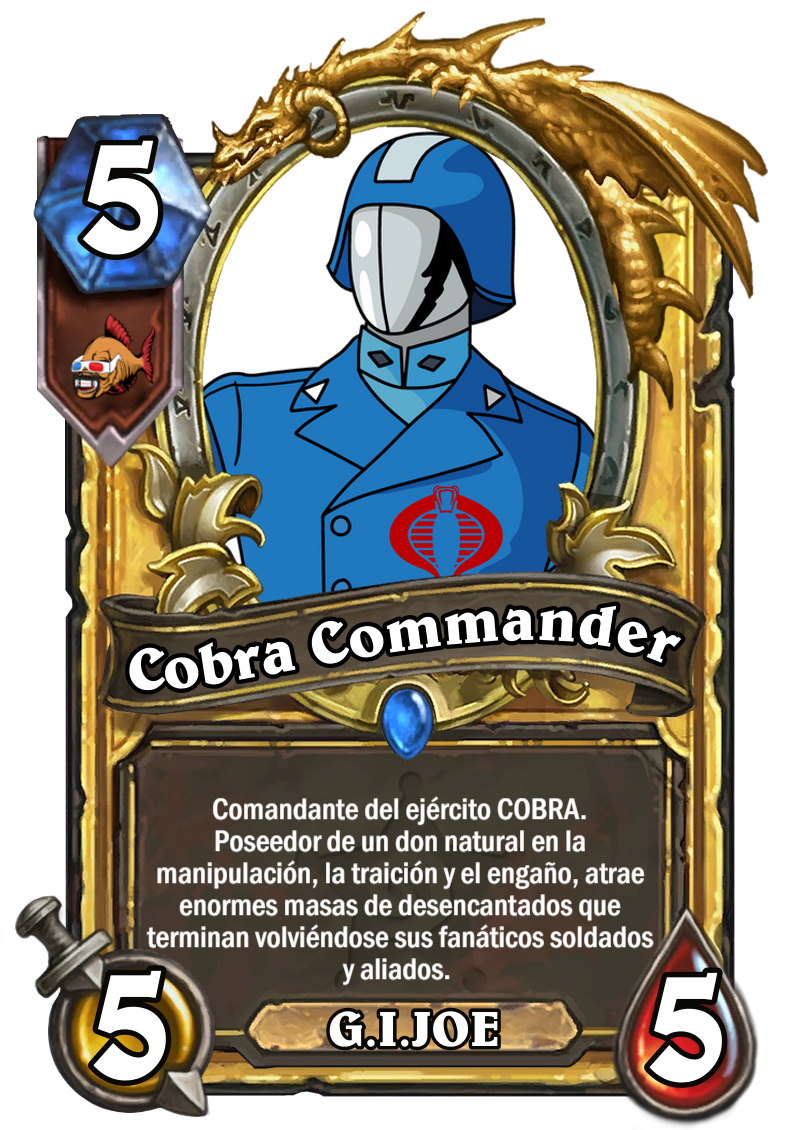 5
Cobra Commander
Comandante del ejército COBRA.
Poseedor de un don natural en la
manipulación, la traición y el engaño, atrae
enormes masas de desencantados que
terminan volviéndose sus fanáticos soldados
y aliados.
G.I.JOE
5
5